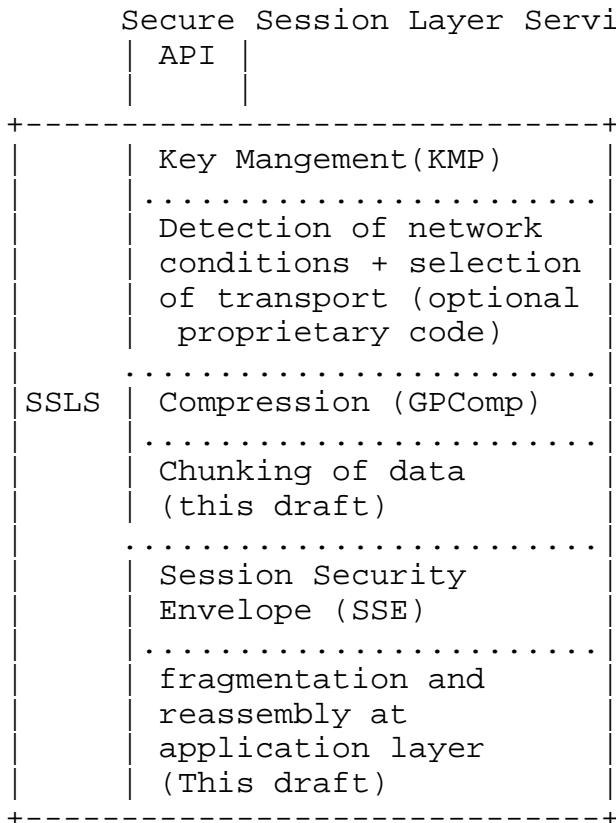 Secure Session Layer Servi
| API |
| |
+------------------------------+
| | Key Mangement(KMP) |
| |........................|
| | Detection of network |
| | conditions + selection |
| | of transport (optional |
| | proprietary code) |
| .........................|
|SSLS | Compression (GPComp) |
| |........................|
| | Chunking of data |
| | (this draft) |
| .........................|
| | Session Security |
| | Envelope (SSE) |
| |........................|
| | fragmentation and |
| | reassembly at |
| | application layer |
| | (This draft) |
+------------------------------+